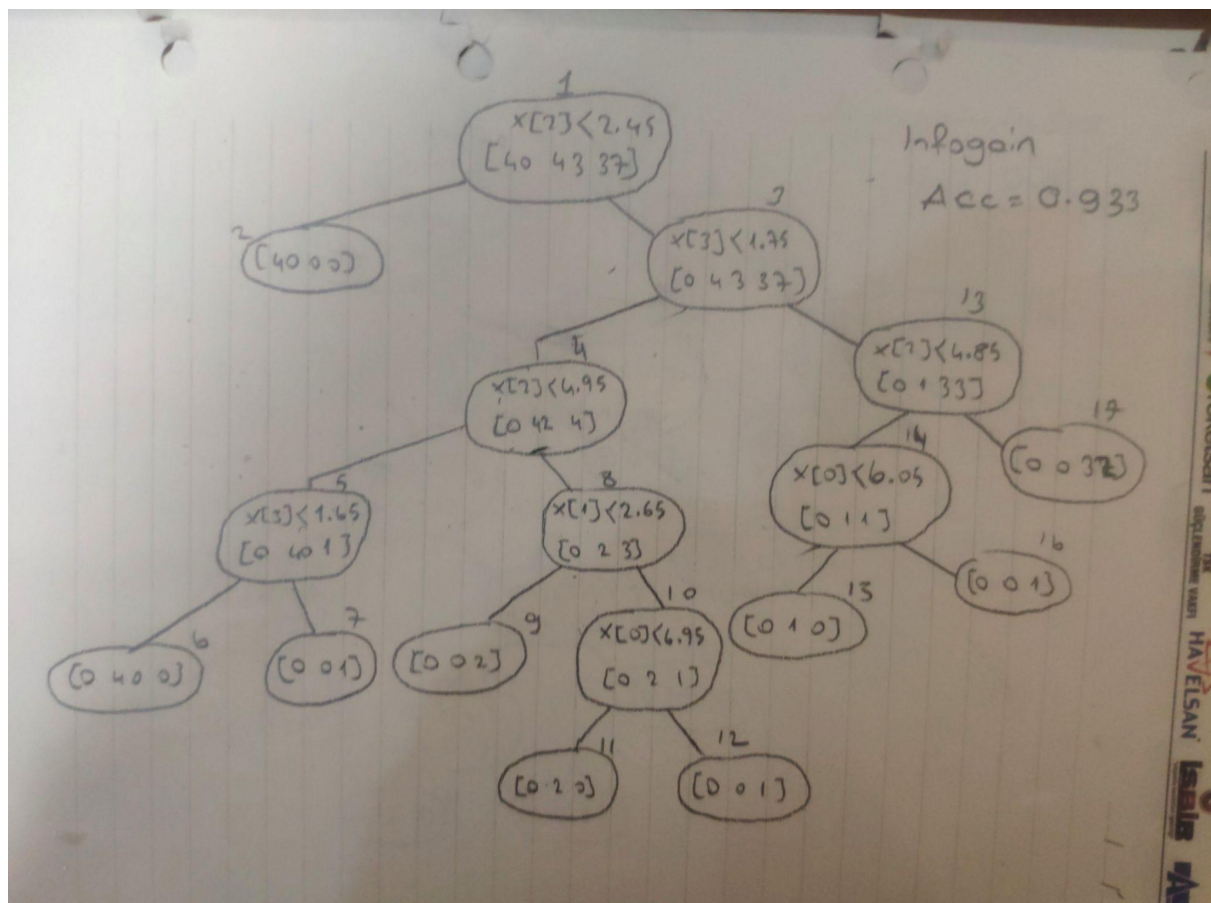 1
x[2]<2.45
[40 43 37]
Infogain
Acc = 0.933
2
[40 0 0]
3
x[3]<1.75
[0 43 37]
4
x[2]<4.95
[0 42 4]
13
x[2]<4.85
[0 1 33]
5
x[3]<1.65
[0 40 1]
8
x[1]<2.65
[0 2 3]
14
x[0]<6.05
[0 1 1]
17
[0 0 32]
6
[0 40 0]
7
[0 0 1]
9
[0 0 2]
10
x[0]<6.95
[0 2 1]
15
[0 1 0]
16
[0 0 1]
11
[0 2 0]
12
[0 0 1]
GÜÇLENDİRME VAKFI
HAVELSAN
isbir